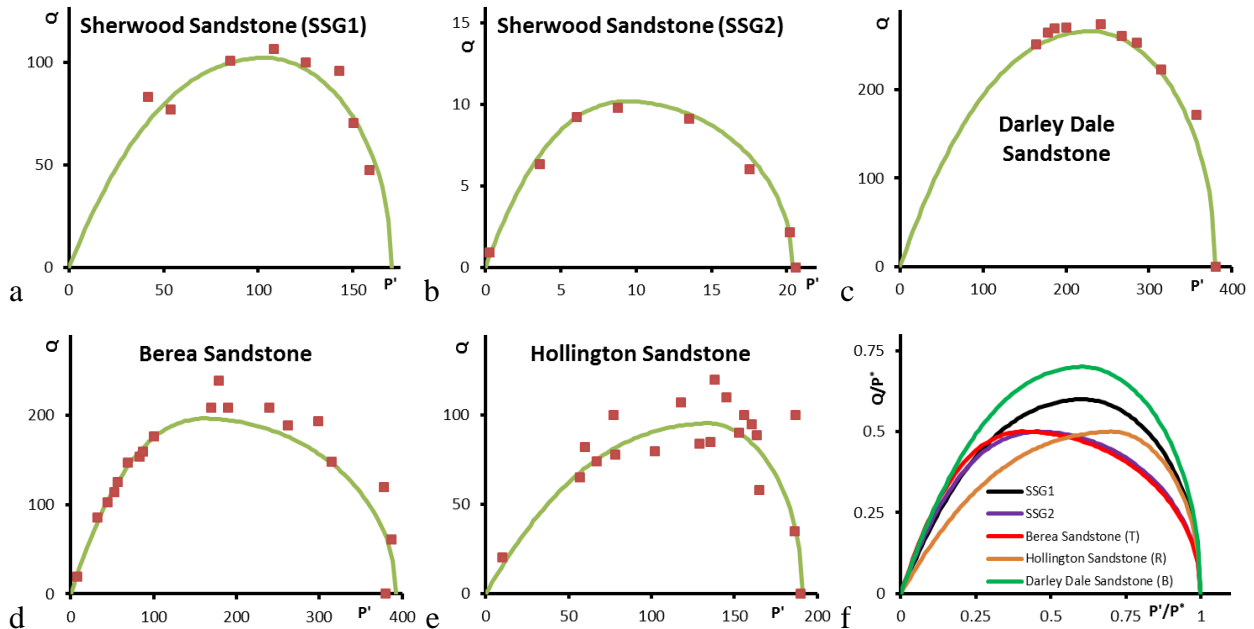 Q
Sherwood Sandstone (SSG1)
100
50
0
0 50 100 150
P'
a
15
Q
Sherwood Sandstone (SSG2)
10
5
0
0 5 10 15 20
P'
b
Q
200
100
0
Darley Dale
Sandstone
0 100 200 300 400
P'
c
Q
Berea Sandstone
200
100
0
0 100 200 300 400
P'
d
Q
Hollington Sandstone
100
50
0
0 50 100 150 200
P'
e
Q/P*
0.75
0.5
0.25
0
SSG1
SSG2
Berea Sandstone (T)
Hollington Sandstone (R)
Darley Dale Sandstone (B)
0 0.25 0.5 0.75 1
P'/P*
f